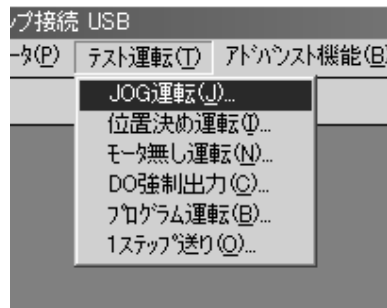 プ接続 USB
ータ(P) テスト運転(T) アドバンスト機能(B
JOG運転(J)...
位置決め運転(I)...
モータ無し運転(N)...
DO強制出力(C)...
プログラム運転(B)...
1ステップ送り(O)...